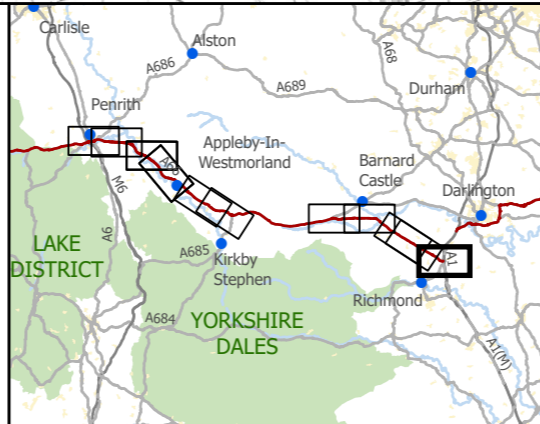 Carlisle
Alston
A68
A686
A689
Durham
Penrith
Appleby-In-
Westmorland
Barnard
Castle
Darlington
A66
M6
A6
LAKE
DISTRICT
A685
Kirkby
Stephen
A1
Richmond
A684
YORKSHIRE
DALES
A1(M)